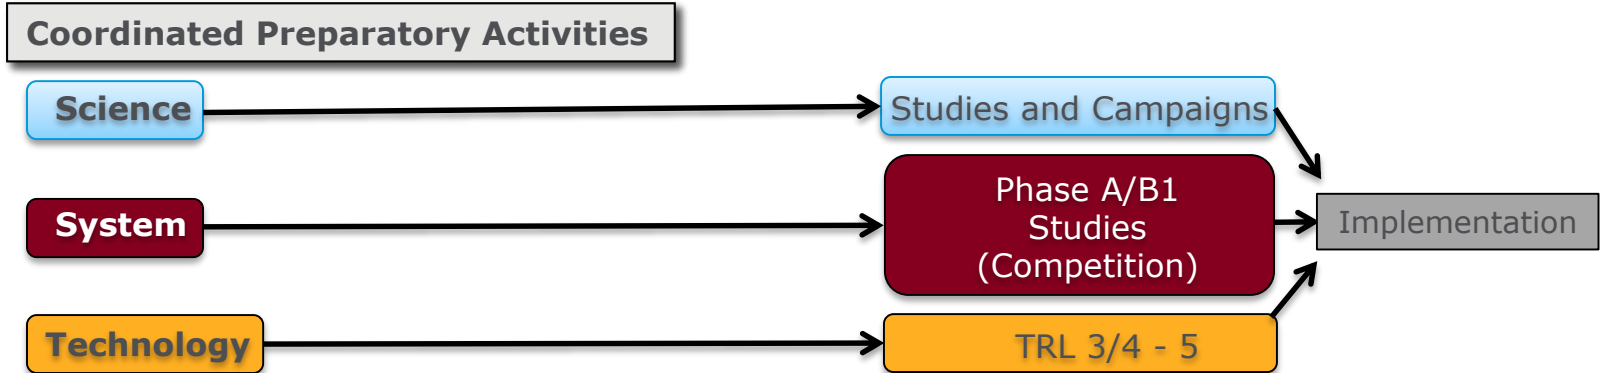 Coordinated Preparatory Activities
Science
Studies and Campaigns
System
Phase A/B1
Studies
(Competition)
Implementation
Technology
TRL 3/4 - 5